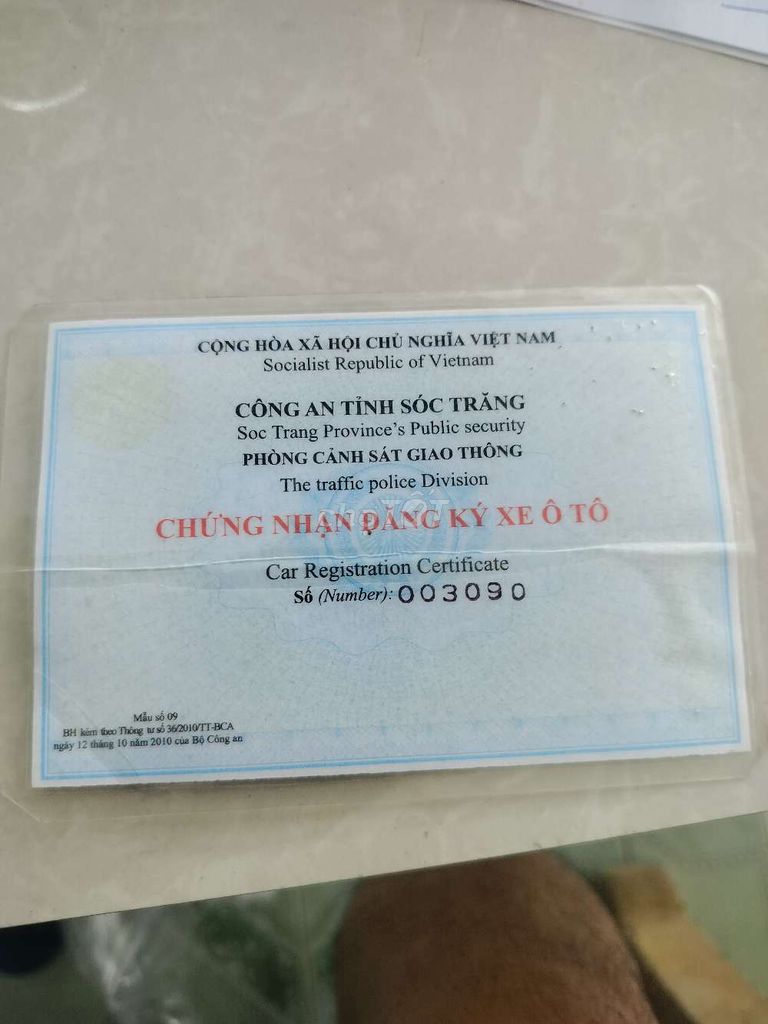 CỘNG HÒA XÃ HỘI CHỦ NGHĨA VIỆT NAM
Socialist Republic of Vietnam
CÔNG AN TỈNH SÓC TRĂNG
Soc Trang Province's Public security
PHÒNG CẢNH SÁT GIAO THÔNG
The traffic police Division
chợTỐT
CHỨNG NHẬN ĐĂNG KÝ XE Ô TÔ
Car Registration Certificate
Số (Number): 003090
Mẫu số 09
BH kèm theo Thông tư số 36/2010/TT-BCA
ngày 12 tháng 10 năm 2010 của Bộ Công an